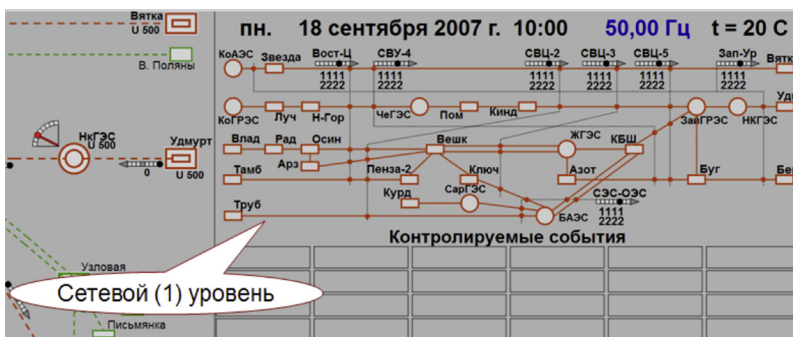 Вятка
U 500
В. Поляны
НкГЭС
U 500
Удмурт
U 500
0
Узловая
Письмянка
Сетевой (1) уровень
пн. 18 сентября 2007 г. 10:00 50,00 Гц t = 20 C
КоАЭС Звезда Вост-Ц СВУ-4 СВЦ-2 СВЦ-3 СВЦ-5 Зап-Ур Вятк
1111 1111 1111 1111 1111 1111
2222 2222 2222 2222 2222 2222
КоГРЭС Луч Н-Гор ЧеГЭС Пом Кинд ЗаиГРЭС НКГЭС
Влад Рад Осин Вешк ЖГЭС КБШ
Тамб Арз Пенза-2 Ключ Азот Буг
Курд СарГЭС СЭС-ОЭС
1111
2222
Труб БАЭС
Контролируемые события